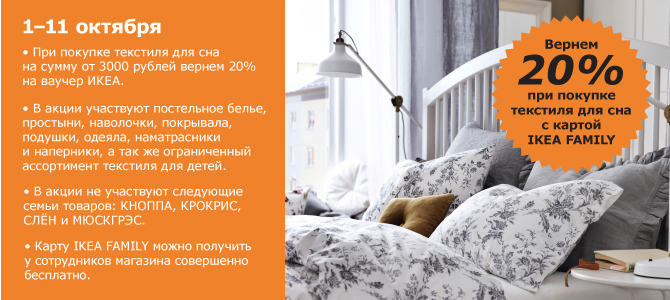 1–11 октября
• При покупке текстиля для сна
на сумму от 3000 рублей вернем 20%
на ваучер ИКЕА.
• В акции участвуют постельное белье,
простыни, наволочки, покрывала,
подушки, одеяла, наматрасники
и наперники, а так же ограниченный
ассортимент текстиля для детей.
• В акции не участвуют следующие
семьи товаров: КНОППА, КРОКРИС,
СЛЁН и МЮСКГРЭС.
• Карту IKEA FAMILY можно получить
у сотрудников магазина совершенно
бесплатно.
Вернем
20%
при покупке
текстиля для сна
с картой
IKEA FAMILY